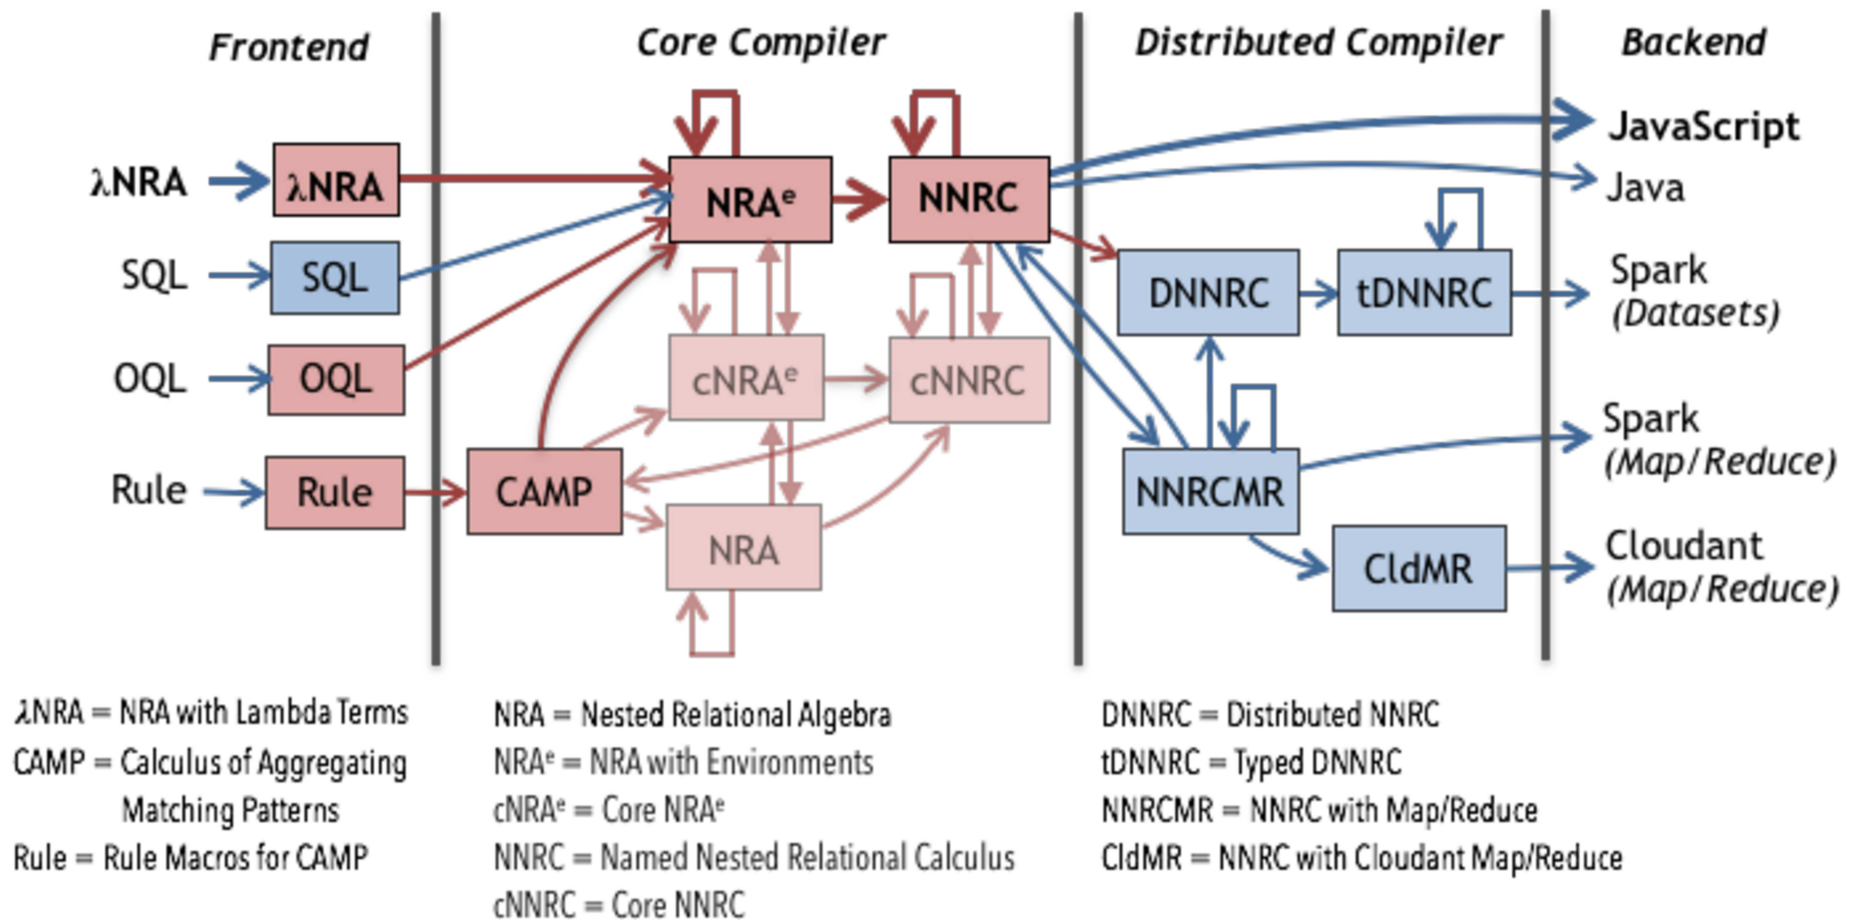 Frontend
Core Compiler
Distributed Compiler
Backend
λNRA
λNRA
NRAᵉ
NNRC
JavaScript
Java
SQL
SQL
DNNRC
tDNNRC
Spark
(Datasets)
OQL
OQL
cNRAᵉ
cNNRC
Rule
Rule
CAMP
NRA
NNRCMR
Spark
(Map/Reduce)
CldMR
Cloudant
(Map/Reduce)
λNRA = NRA with Lambda Terms
CAMP = Calculus of Aggregating
Matching Patterns
Rule = Rule Macros for CAMP
NRA = Nested Relational Algebra
NRAᵉ = NRA with Environments
cNRAᵉ = Core NRAᵉ
NNRC = Named Nested Relational Calculus
cNNRC = Core NNRC
DNNRC = Distributed NNRC
tDNNRC = Typed DNNRC
NNRCMR = NNRC with Map/Reduce
CldMR = NNRC with Cloudant Map/Reduce